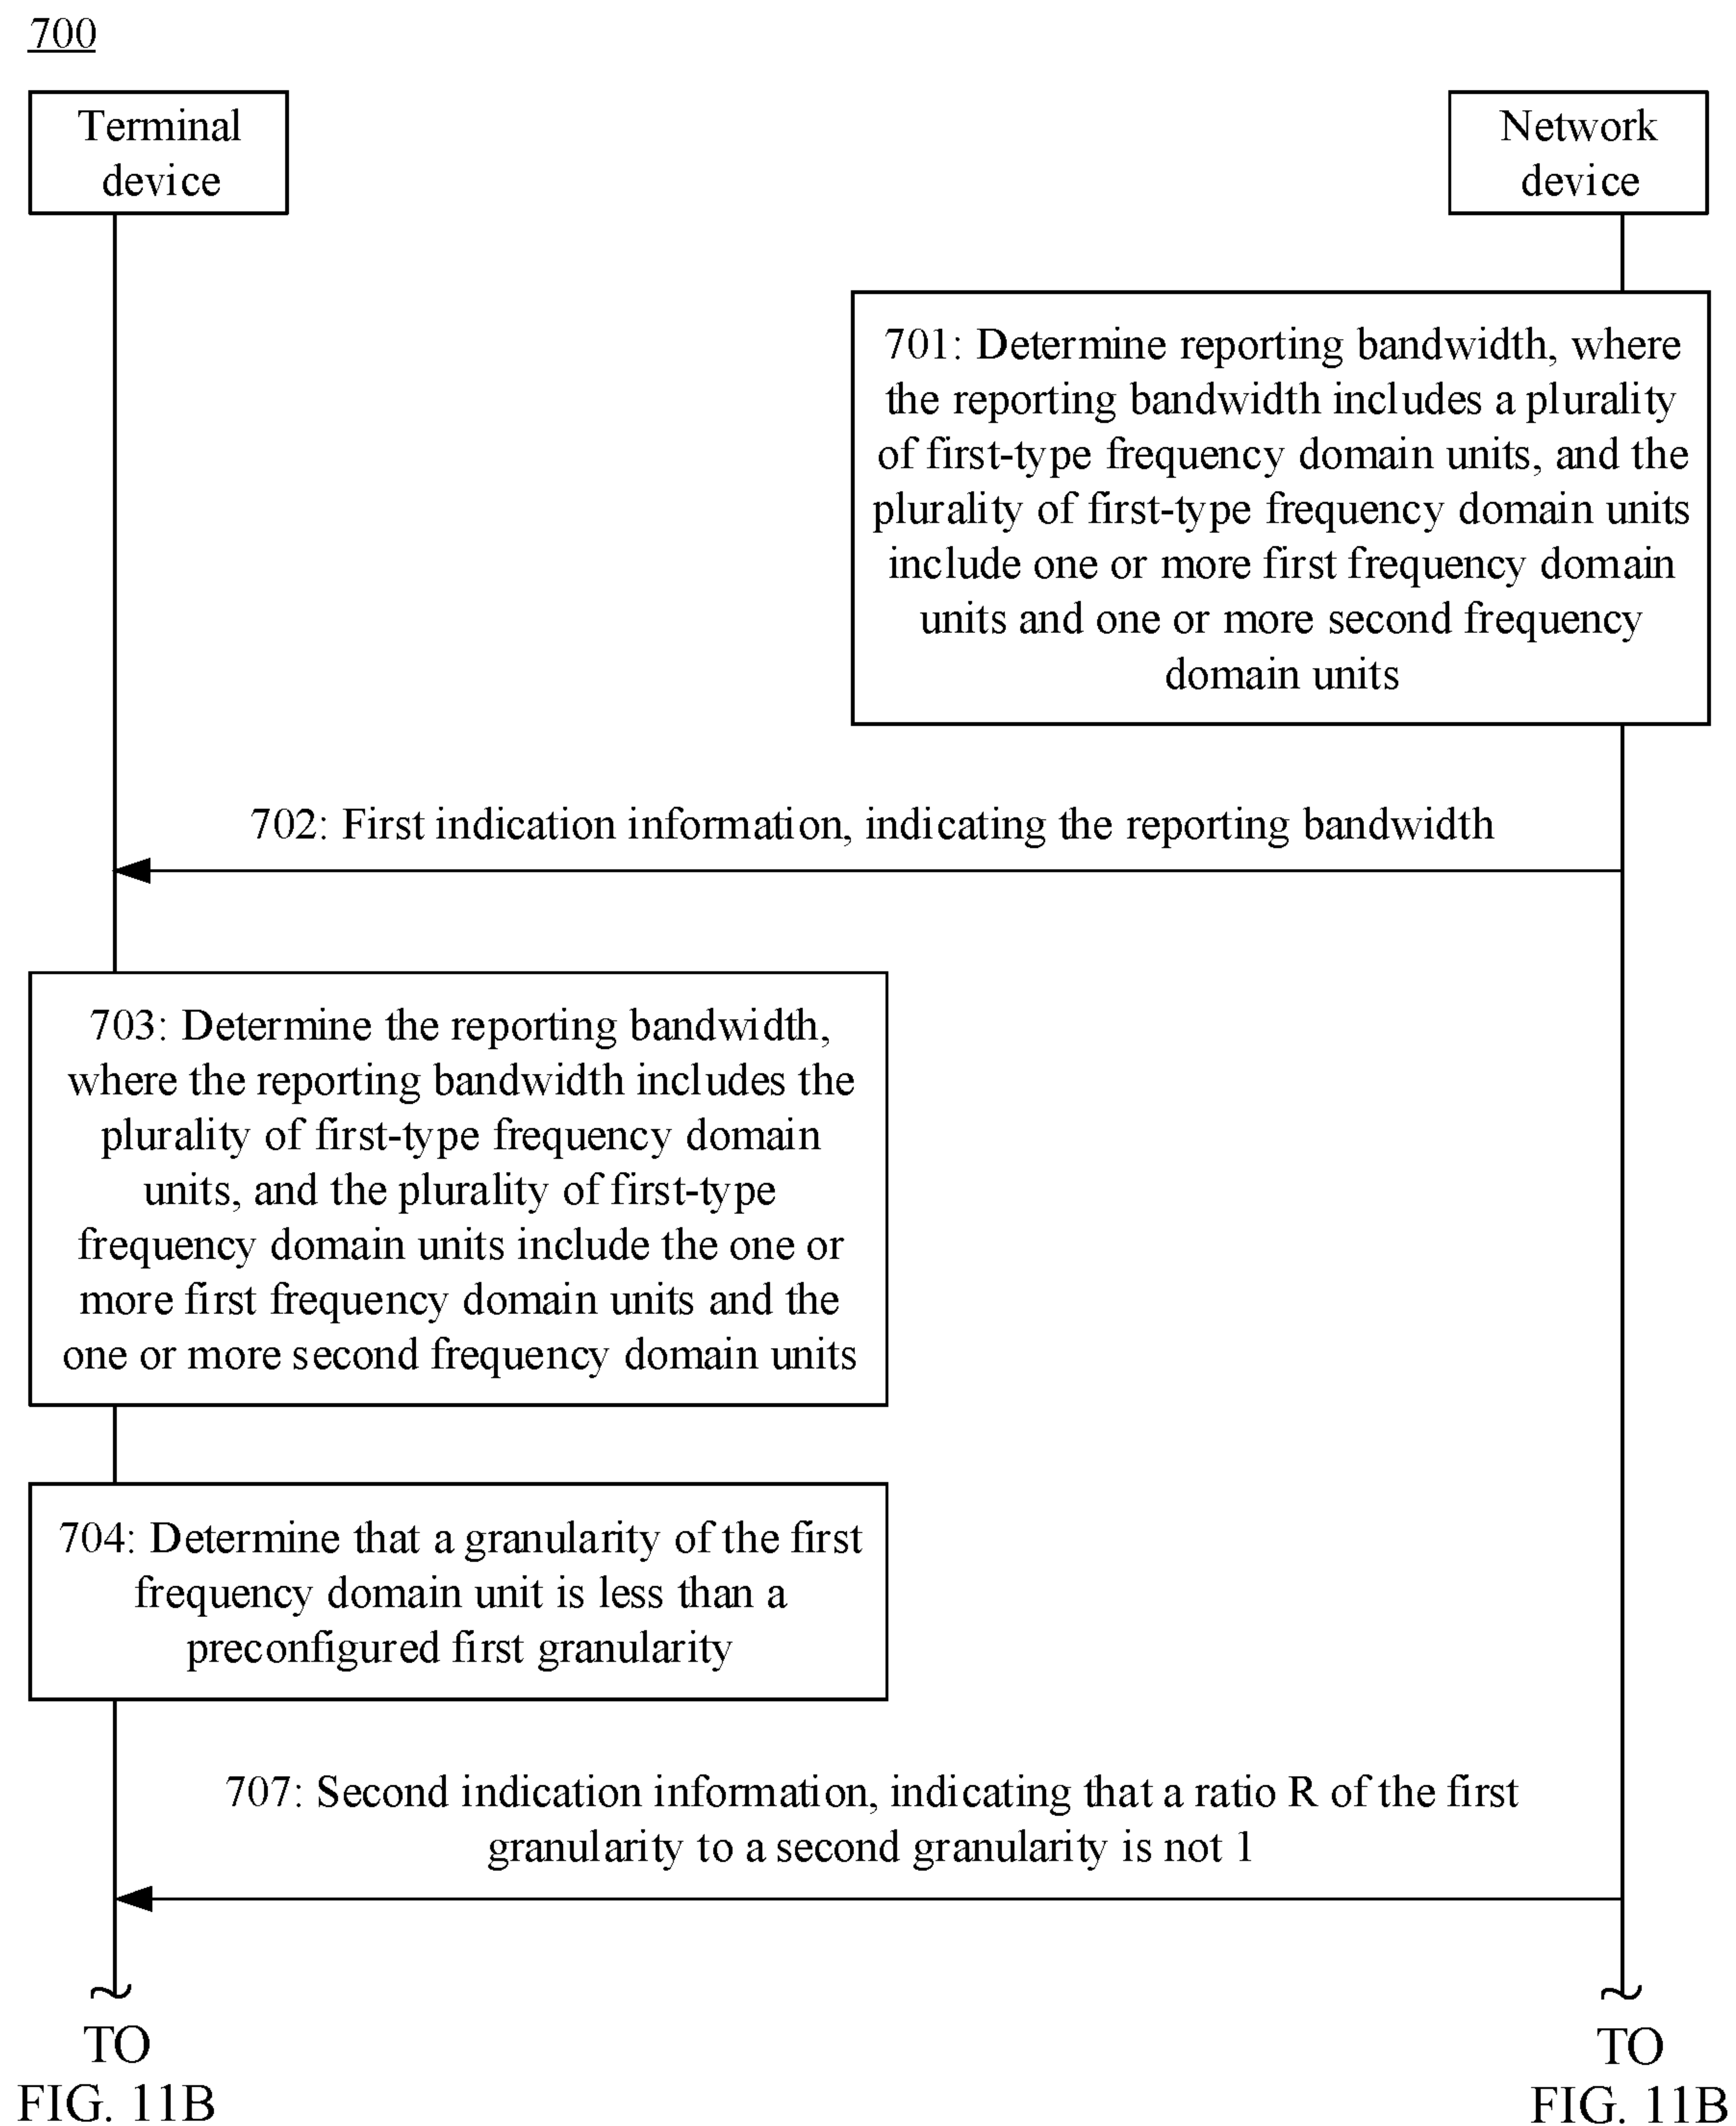 700
Terminal
device
Network
device
701: Determine reporting bandwidth, where
the reporting bandwidth includes a plurality
of first-type frequency domain units, and the
plurality of first-type frequency domain units
include one or more first frequency domain
units and one or more second frequency
domain units
702: First indication information, indicating the reporting bandwidth
703: Determine the reporting bandwidth,
where the reporting bandwidth includes the
plurality of first-type frequency domain
units, and the plurality of first-type
frequency domain units include the one or
more first frequency domain units and the
one or more second frequency domain units
704: Determine that a granularity of the first
frequency domain unit is less than a
preconfigured first granularity
707: Second indication information, indicating that a ratio R of the first
granularity to a second granularity is not 1
TO
FIG. 11B
TO
FIG. 11B